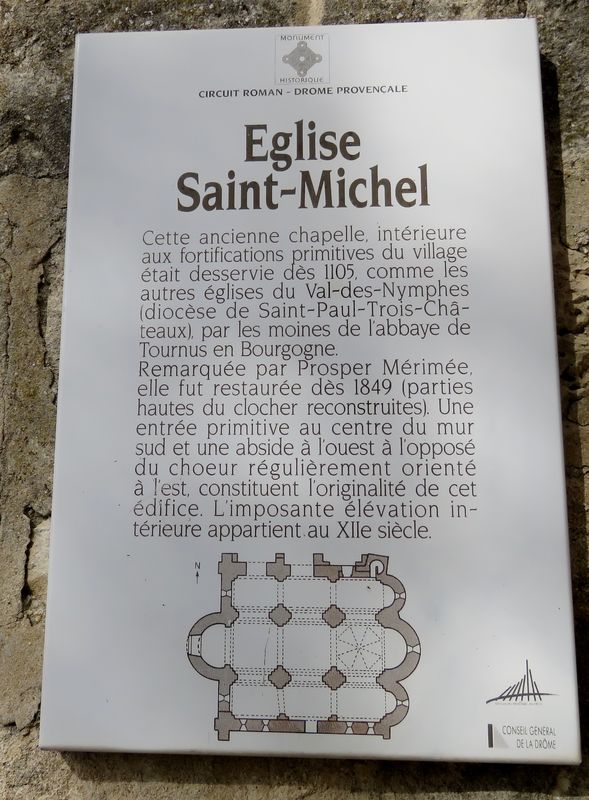 MONUMENT
HISTORIQUE
CIRCUIT ROMAN - DROME PROVENCALE
Eglise
Saint-Michel
Cette ancienne chapelle, intérieure
aux fortifications primitives du village
était desservie dès 1105, comme les
autres églises du Val-des-Nymphes
(diocèse de Saint-Paul-Trois-Châ-
teaux), par les moines de l'abbaye de
Tournus en Bourgogne.
Remarquée par Prosper Mérimée,
elle fut restaurée dès 1849 (parties
hautes du clocher reconstruites). Une
entrée primitive au centre du mur
sud et une abside à l'ouest à l'opposé
du choeur régulièrement orienté
à l'est, constituent l'originalité de cet
édifice. L'imposante élévation in-
térieure appartient au XIIe siècle.
N
CONSEIL GENERAL
DE LA DRÔME